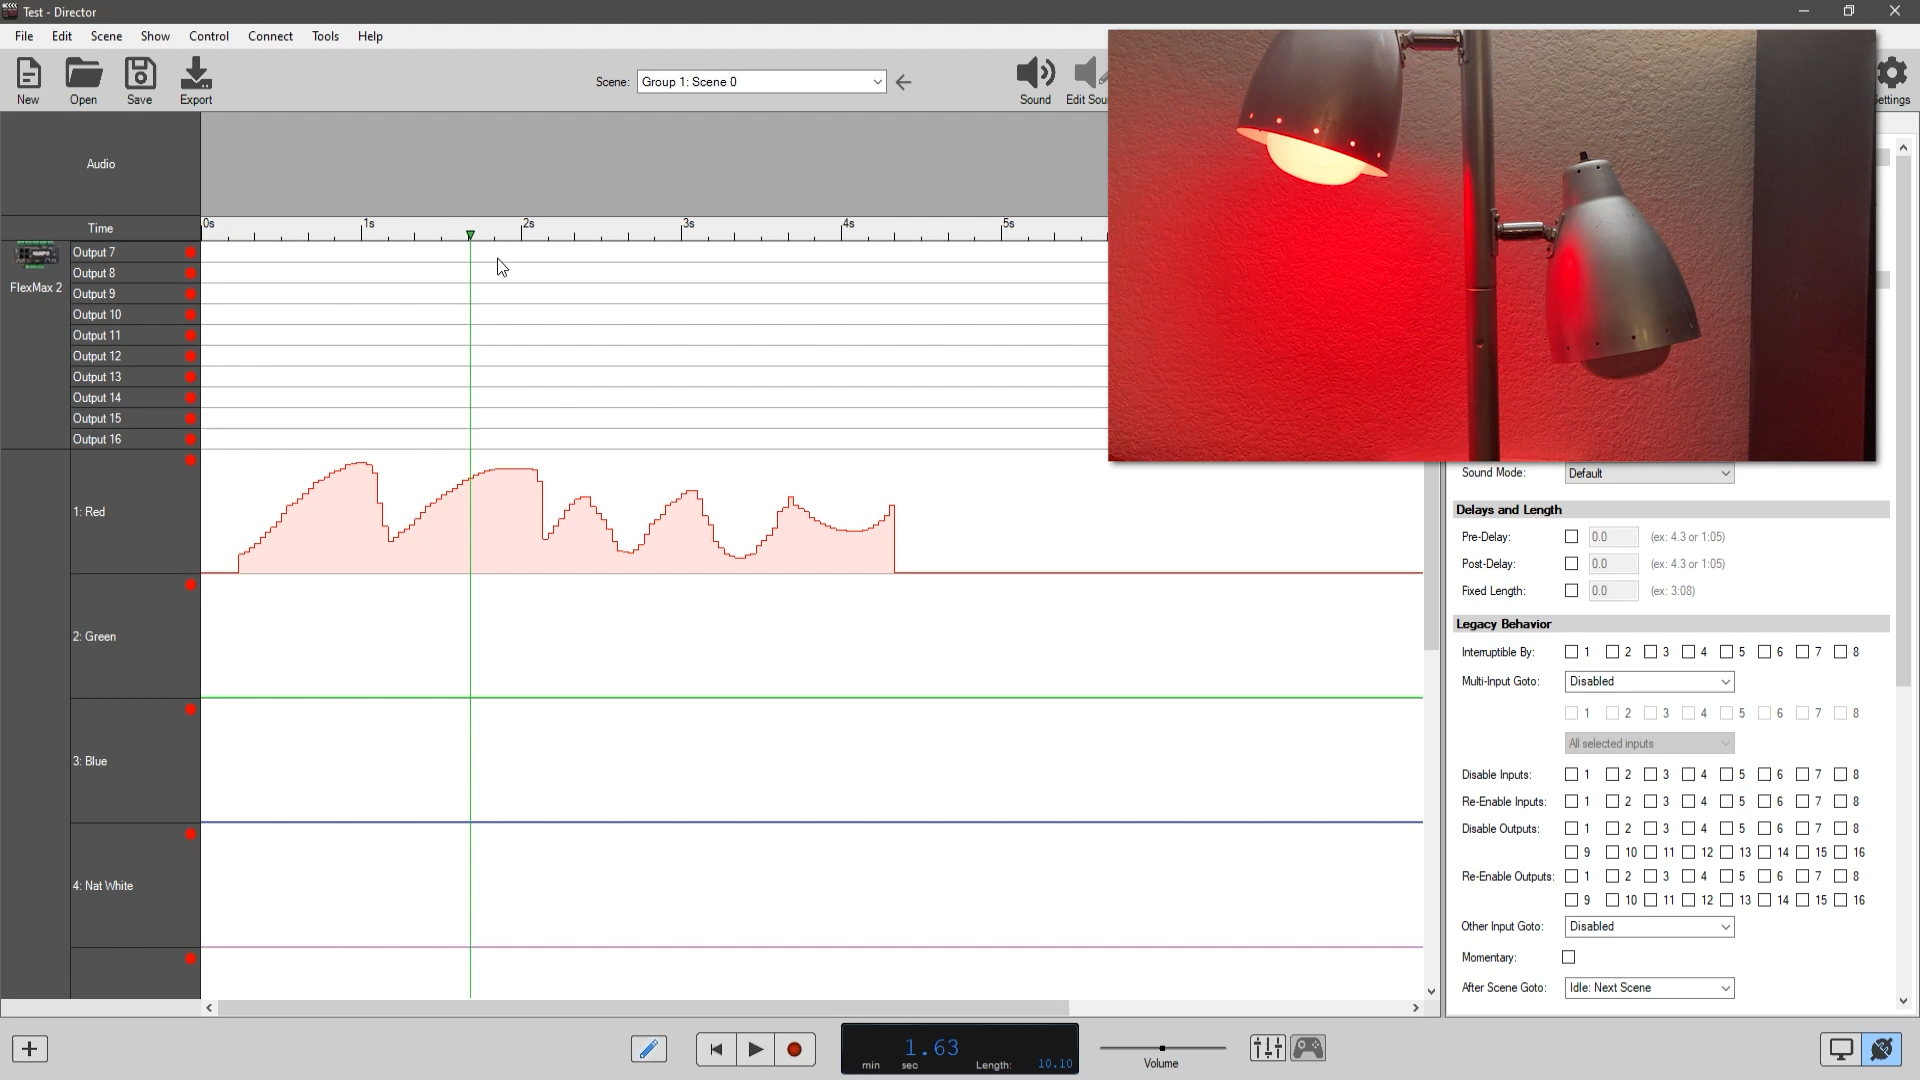 Test - Director
File Edit Scene Show Control Connect Tools Help
New Open Save Export
Scene: Group 1: Scene 0
Sound Edit Sou
ettings
Audio
Time 0s 1s 2s 3s 4s 5s
FlexMax 2
Output 7
Output 8
Output 9
Output 10
Output 11
Output 12
Output 13
Output 14
Output 15
Output 16
1: Red
2: Green
3: Blue
4: Nat White
Sound Mode: Default
Delays and Length
Pre-Delay: 0.0 (ex: 4.3 or 1:05)
Post-Delay: 0.0 (ex: 4.3 or 1:05)
Fixed Length: 0.0 (ex: 3:08)
Legacy Behavior
Interruptible By: 1 2 3 4 5 6 7 8
Multi-Input Goto: Disabled
1 2 3 4 5 6 7 8
All selected inputs
Disable Inputs: 1 2 3 4 5 6 7 8
Re-Enable Inputs: 1 2 3 4 5 6 7 8
Disable Outputs: 1 2 3 4 5 6 7 8
9 10 11 12 13 14 15 16
Re-Enable Outputs: 1 2 3 4 5 6 7 8
9 10 11 12 13 14 15 16
Other Input Goto: Disabled
Momentary:
After Scene Goto: Idle: Next Scene
1.63
min sec Length: 10.10
Volume